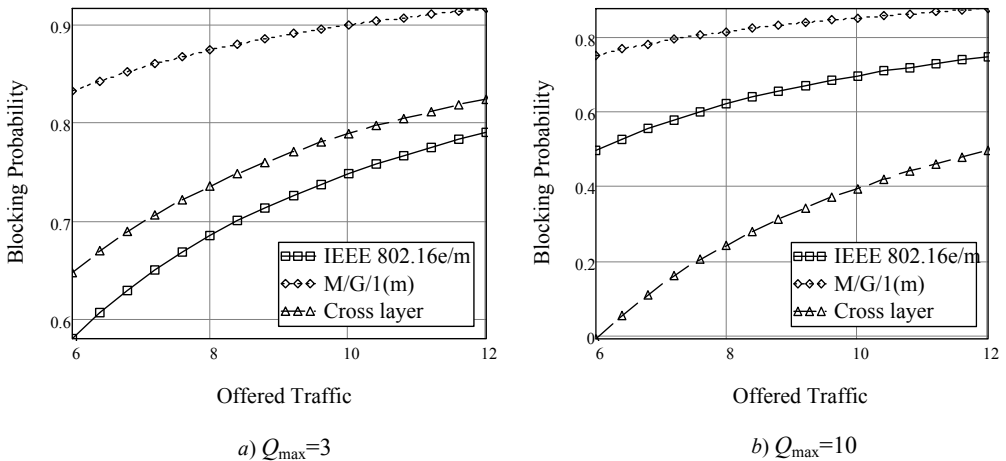 Blocking Probability
0.9
0.8
0.7
0.6
6
8
10
12
IEEE 802.16e/m
M/G/1(m)
Cross layer
Offered Traffic
a) Qmax=3
Blocking Probability
0.8
0.6
0.4
0.2
0
6
8
10
12
IEEE 802.16e/m
M/G/1(m)
Cross layer
Offered Traffic
b) Qmax=10